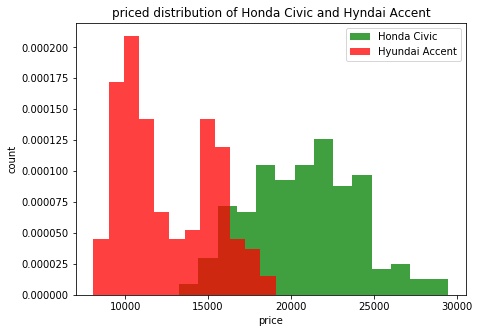 priced distribution of Honda Civic and Hyndai Accent
Honda Civic
Hyundai Accent
0.000200
0.000175
0.000150
0.000125
0.000100
0.000075
0.000050
0.000025
0.000000
count
10000 15000 20000 25000 30000
price